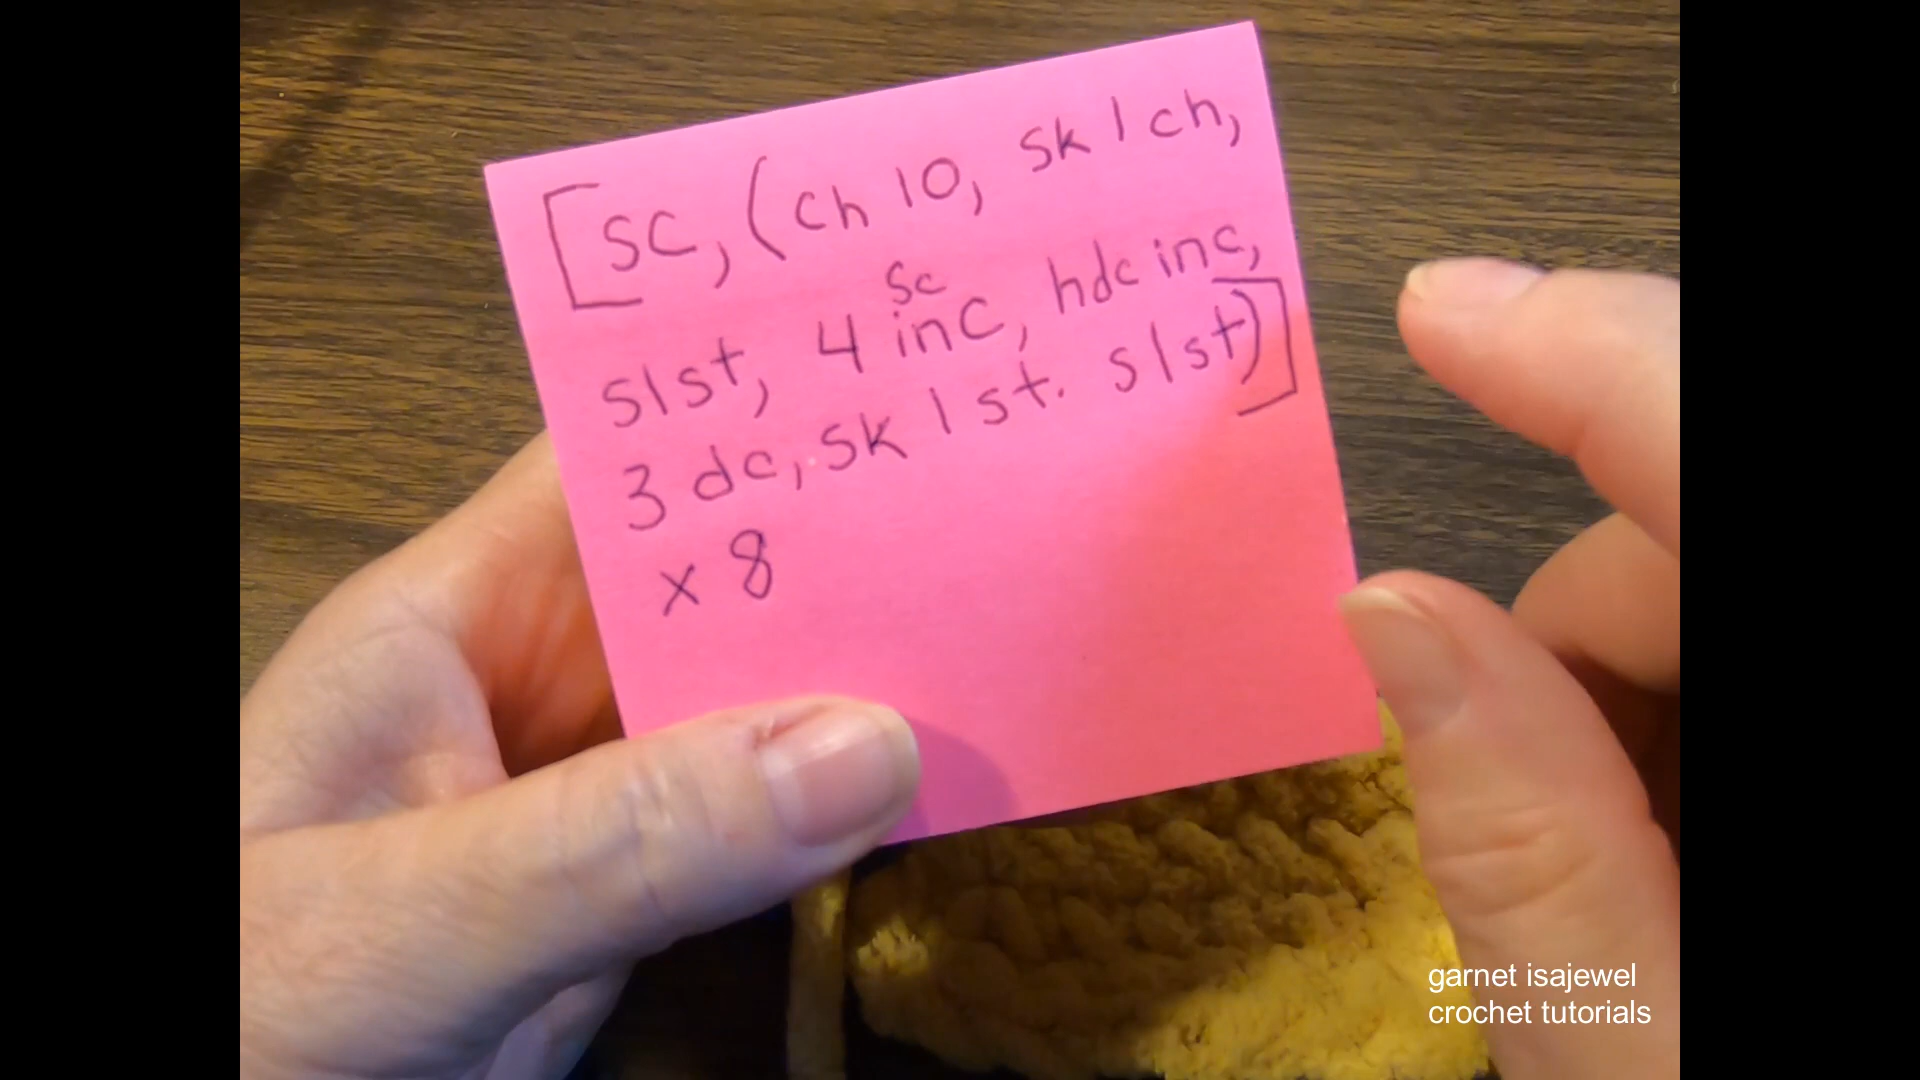 [SC, (Ch 10, Sk 1 ch,
slst, 4 sc inc, hdc inc,
3 dc, sk 1 st. slst)]
x 8
garnet isajewel
crochet tutorials